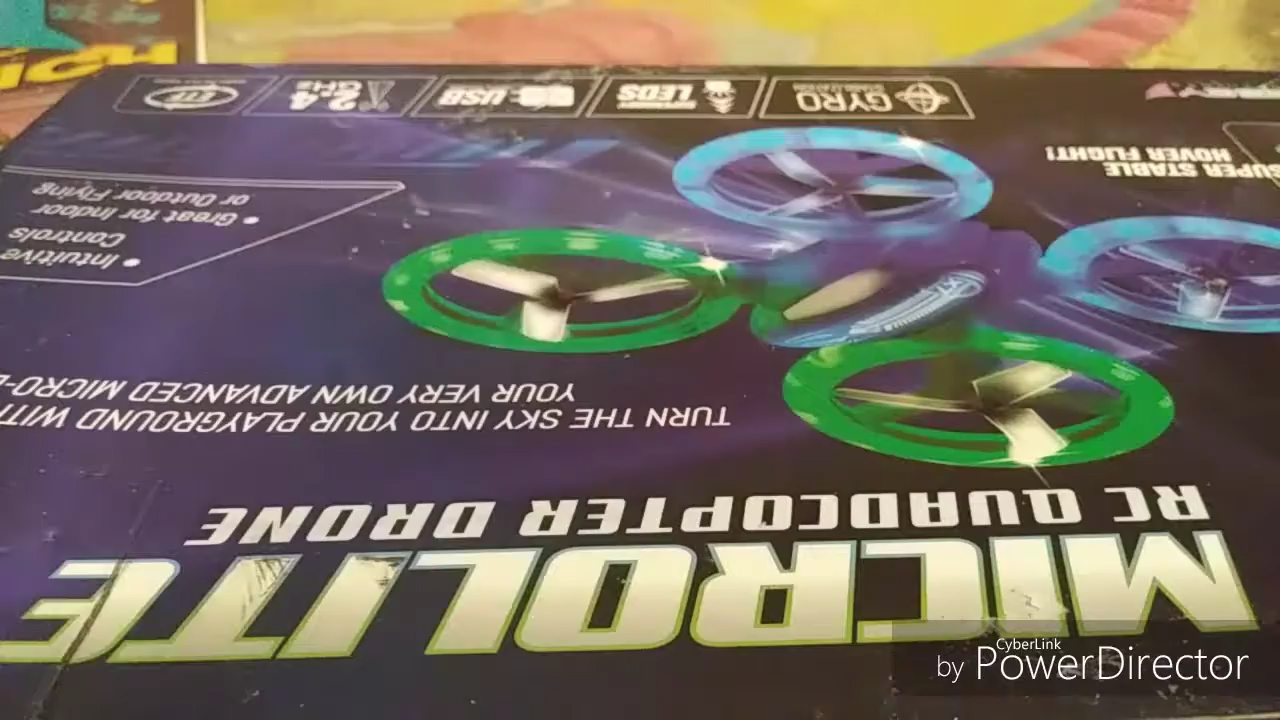 MICROLITE
RC QUADCOPTER DRONE
TURN THE SKY INTO YOUR PLAYGROUND WIT
YOUR VERY OWN ADVANCED MICRO-
• Intuitive
Controls
• Great for Indoor
or Outdoor Flying
SUPER STABLE
HOVER FLIGHT!
GYRO
LEDS
USB
2.4
GHz
CyberLink
by PowerDirector